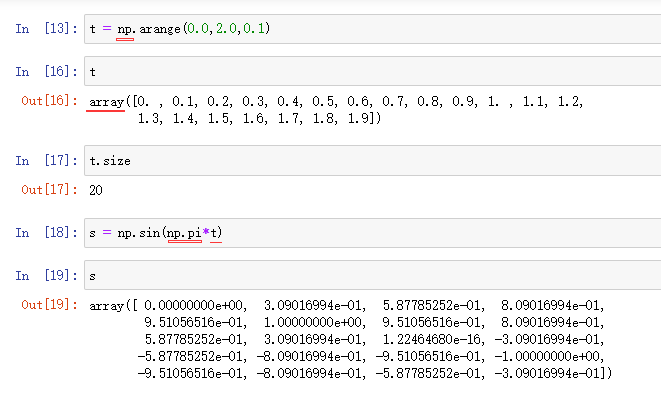 In [13]: t = np.arange(0.0,2.0,0.1)
In [16]: t
Out[16]: array([0. , 0.1, 0.2, 0.3, 0.4, 0.5, 0.6, 0.7, 0.8, 0.9, 1. , 1.1, 1.2,
1.3, 1.4, 1.5, 1.6, 1.7, 1.8, 1.9])
In [17]: t.size
Out[17]: 20
In [18]: s = np.sin(np.pi*t)
In [19]: s
Out[19]: array([ 0.00000000e+00, 3.09016994e-01, 5.87785252e-01, 8.09016994e-01,
9.51056516e-01, 1.00000000e+00, 9.51056516e-01, 8.09016994e-01,
5.87785252e-01, 3.09016994e-01, 1.22464680e-16, -3.09016994e-01,
-5.87785252e-01, -8.09016994e-01, -9.51056516e-01, -1.00000000e+00,
-9.51056516e-01, -8.09016994e-01, -5.87785252e-01, -3.09016994e-01])